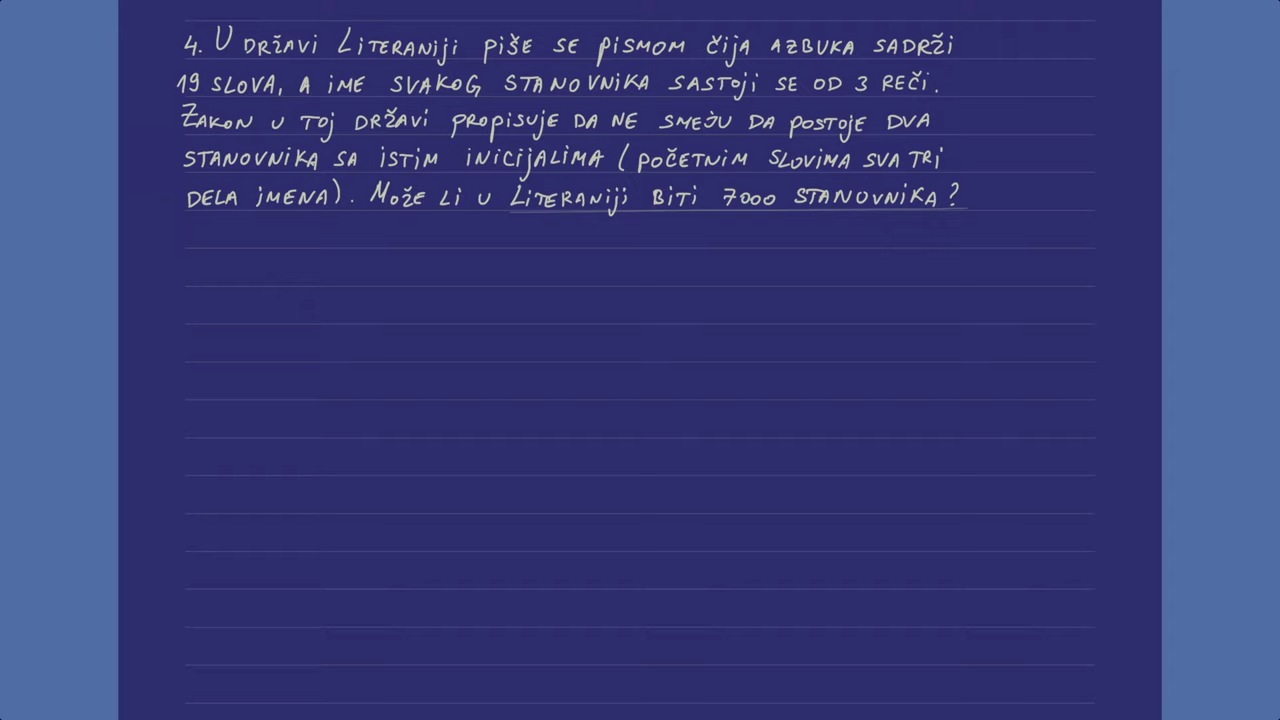 4. U državi Literaniji piše se pismom čija azbuka sadrži
19 slova, a ime svakog stanovnika sastoji se od 3 reči.
Zakon u toj državi propisuje da ne smeju da postoje dva
stanovnika sa istim inicijalima (početnim slovima sva tri
dela imena). Može li u Literaniji biti 7000 stanovnika?